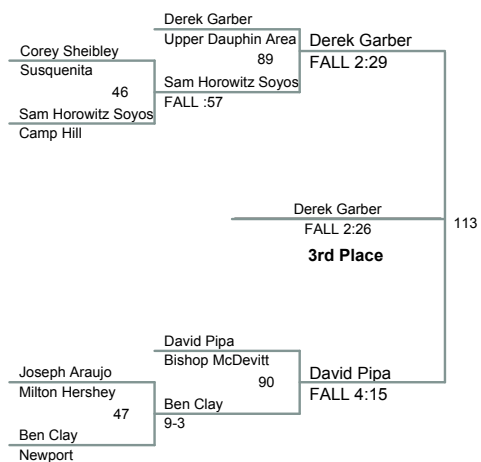 Derek Garber
Upper Dauphin Area
89
Derek Garber
FALL 2:29
Corey Sheibley
Susquenita
46
Sam Horowitz Soyos
FALL :57
Sam Horowitz Soyos
Camp Hill
Derek Garber
FALL 2:26
3rd Place
113
David Pipa
Bishop McDevitt
90
David Pipa
FALL 4:15
Joseph Araujo
Milton Hershey
47
Ben Clay
9-3
Ben Clay
Newport